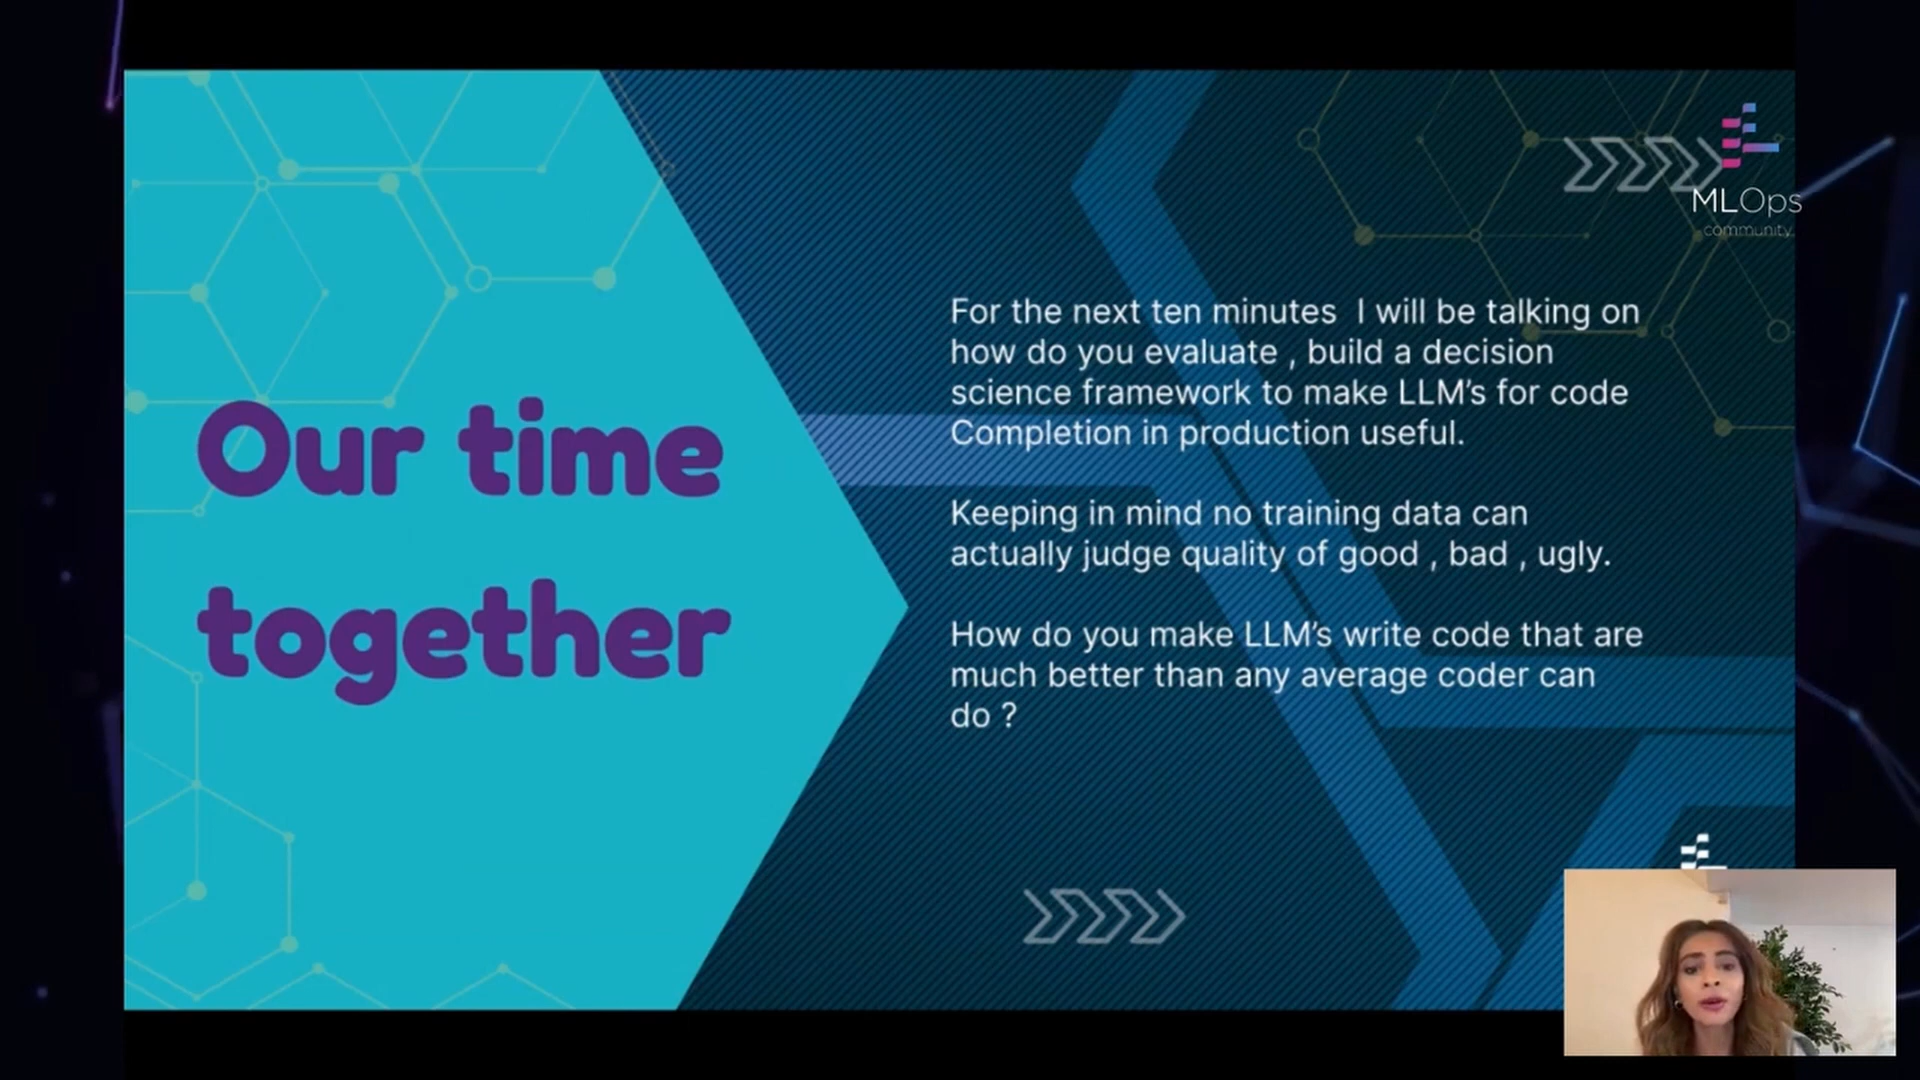 Our time
together
For the next ten minutes I will be talking on
how do you evaluate , build a decision
science framework to make LLM’s for code
Completion in production useful.
Keeping in mind no training data can
actually judge quality of good , bad , ugly.
How do you make LLM’s write code that are
much better than any average coder can
do ?
MLOps
community.